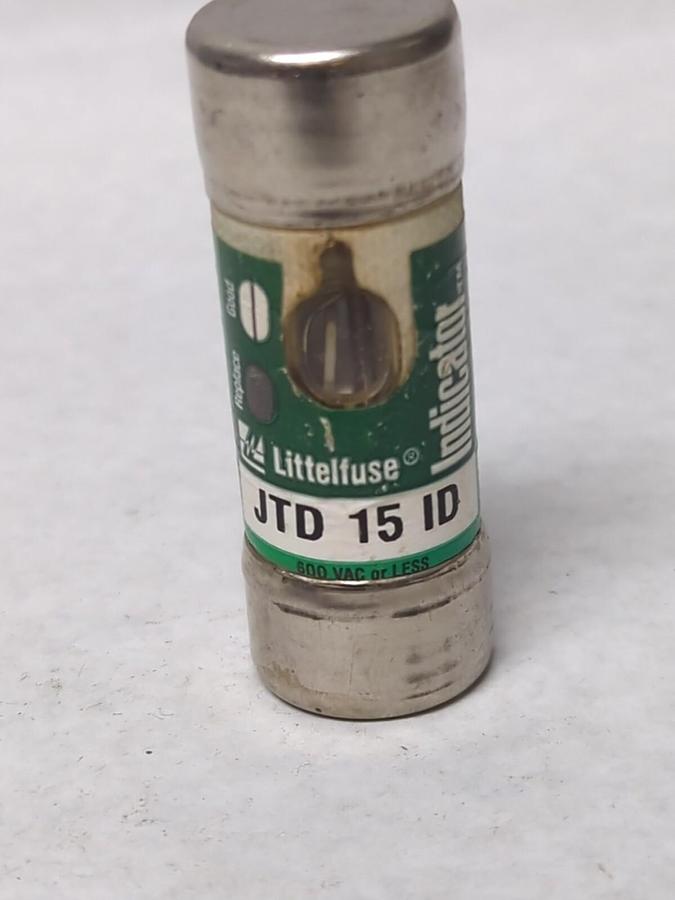 Good
Replace
Indicator™
Littelfuse®
JTD 15 ID
600 VAC or LESS